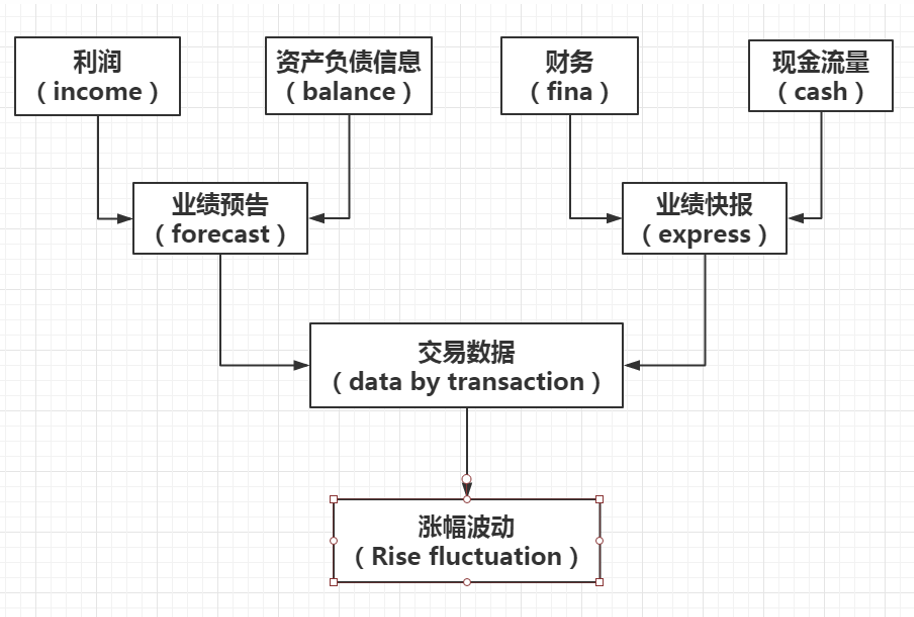 利润
（income）
资产负债信息
（balance）
财务
（fina）
现金流量
（cash）
业绩预告
（forecast）
业绩快报
（express）
交易数据
（data by transaction）
涨幅波动
（Rise fluctuation）